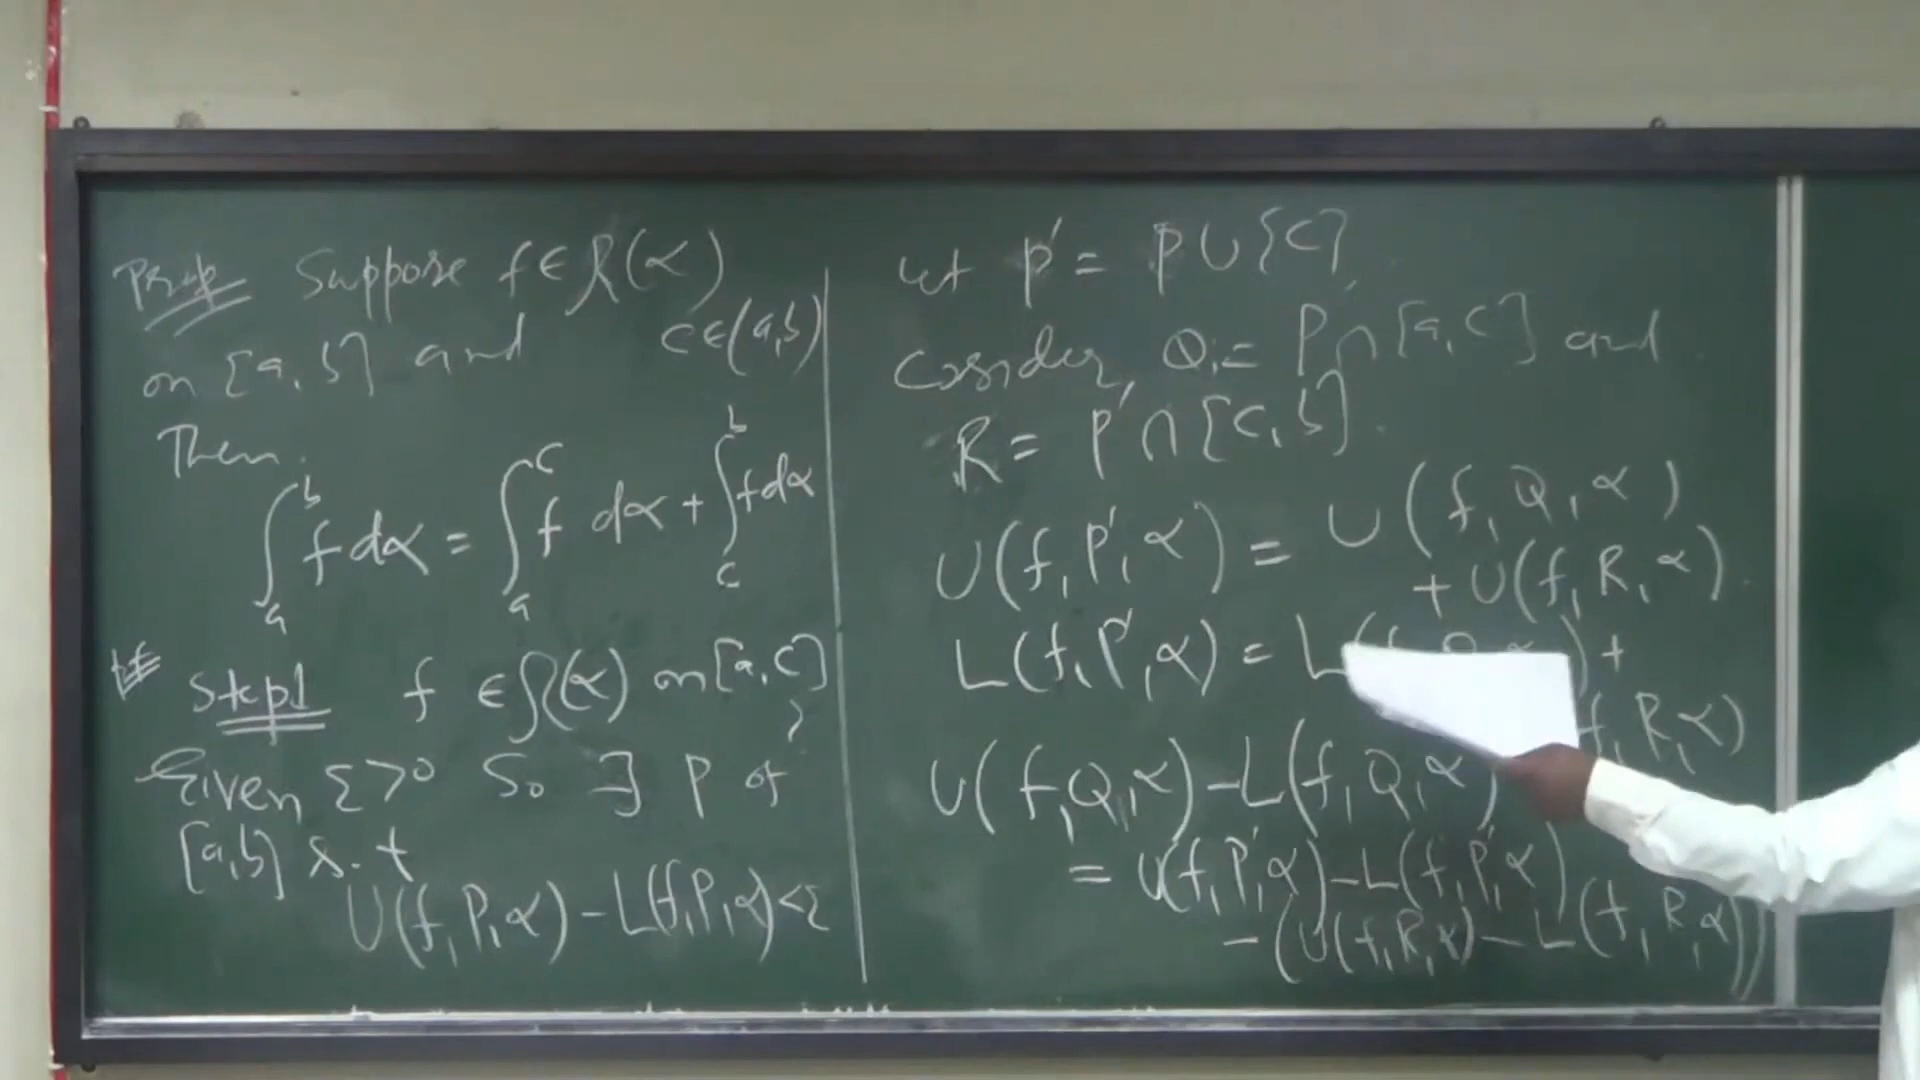 Prop Suppose f ∈ R(α)
on [a, b] and c ∈ (a, b)
Then.
∫_a^b f dα = ∫_a^c f dα + ∫_c^b f dα
Step 1 f ∈ R(α) on [a, c]
Given ε > 0 So ∃ P of
[a, b] s.t
U(f, P, α) - L(f, P, α) < ε
Let P' = P ∪ {c}
Cosider, Q = P' ∩ [a, c] and
R = P' ∩ [c, b].
U(f, P', α) = U(f, Q, α)
+ U(f, R, α).
L(f, P', α) = L(f, Q, α) +
f, R, α)
U(f, Q, α) - L(f, Q, α)
= U(f, P', α) - L(f, P', α)
- (U(f, R, α) - L(f, R, α))